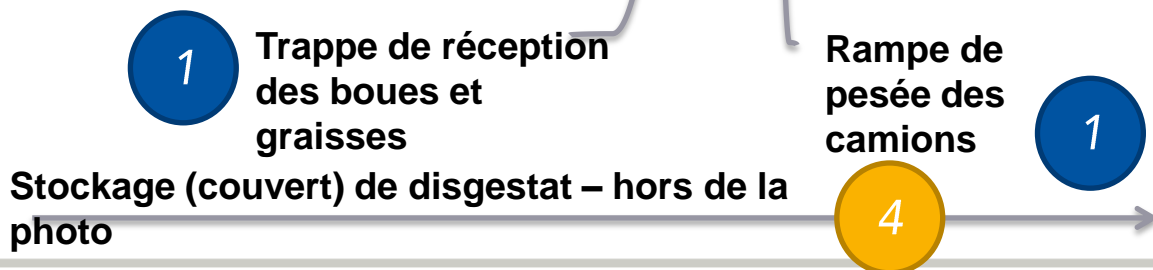 1
Trappe de réception
des boues et
graisses
Rampe de
pesée des
camions
1
Stockage (couvert) de disgestat – hors de la
photo
4